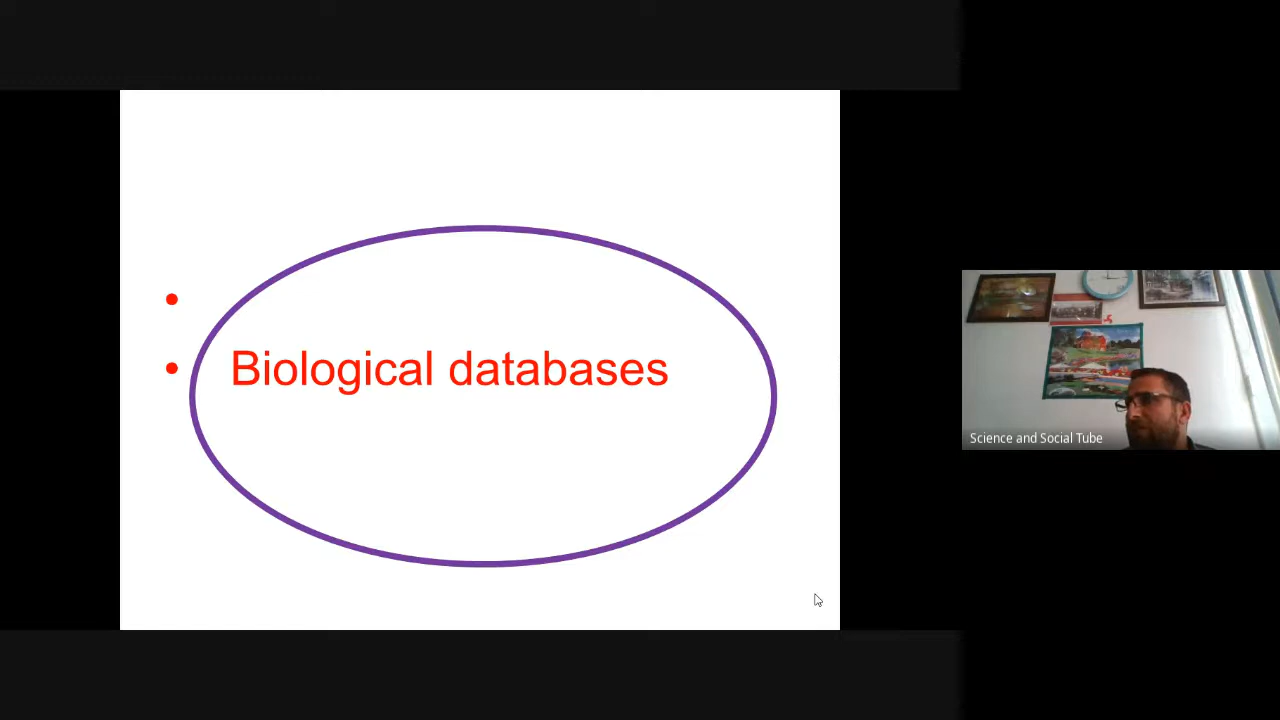 • 
• Biological databases
Science and Social Tube